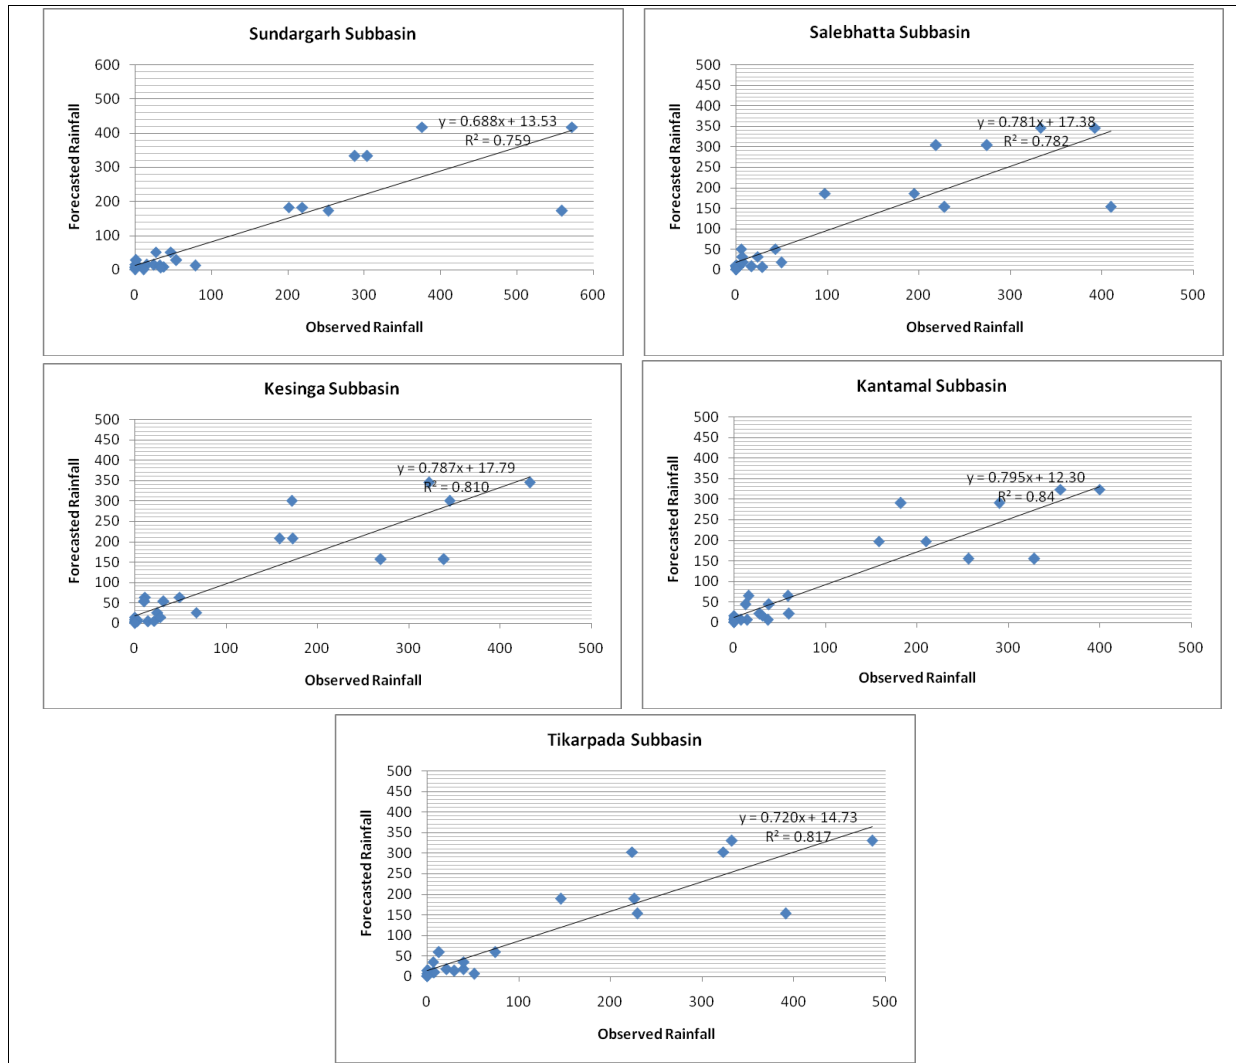 Sundargarh Subbasin
Forecasted Rainfall
600
500
400
300
200
100
0
y = 0.688x + 13.53
R² = 0.759
0 100 200 300 400 500 600
Observed Rainfall
Salebhatta Subbasin
Forecasted Rainfall
500
450
400
350
300
250
200
150
100
50
0
y = 0.781x + 17.38
R² = 0.782
0 100 200 300 400 500
Observed Rainfall
Kesinga Subbasin
Forecasted Rainfall
500
450
400
350
300
250
200
150
100
50
0
y = 0.787x + 17.79
R² = 0.810
0 100 200 300 400 500
Observed Rainfall
Kantamal Subbasin
Forecasted Rainfall
500
450
400
350
300
250
200
150
100
50
0
y = 0.795x + 12.30
R² = 0.84
0 100 200 300 400 500
Observed Rainfall
Tikarpada Subbasin
Forecasted Rainfall
500
450
400
350
300
250
200
150
100
50
0
y = 0.720x + 14.73
R² = 0.817
0 100 200 300 400 500
Observed Rainfall